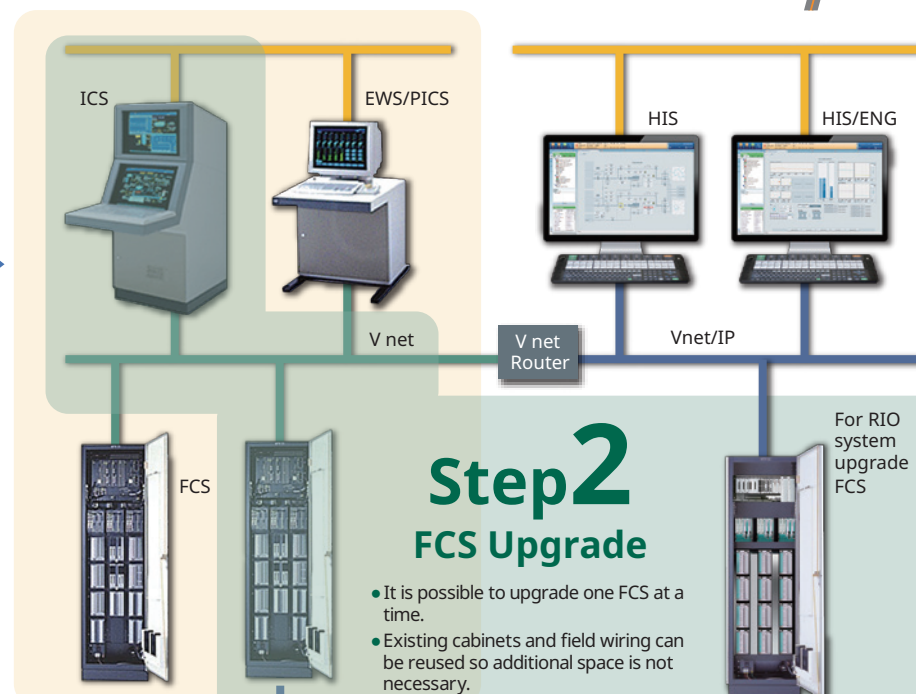 ICS
EWS/PICS
HIS
HIS/ENG
V net
V net
Router
Vnet/IP
FCS
For RIO
system
upgrade
FCS
Step2
FCS Upgrade
● It is possible to upgrade one FCS at a
time.
● Existing cabinets and field wiring can
be reused so additional space is not
necessary.